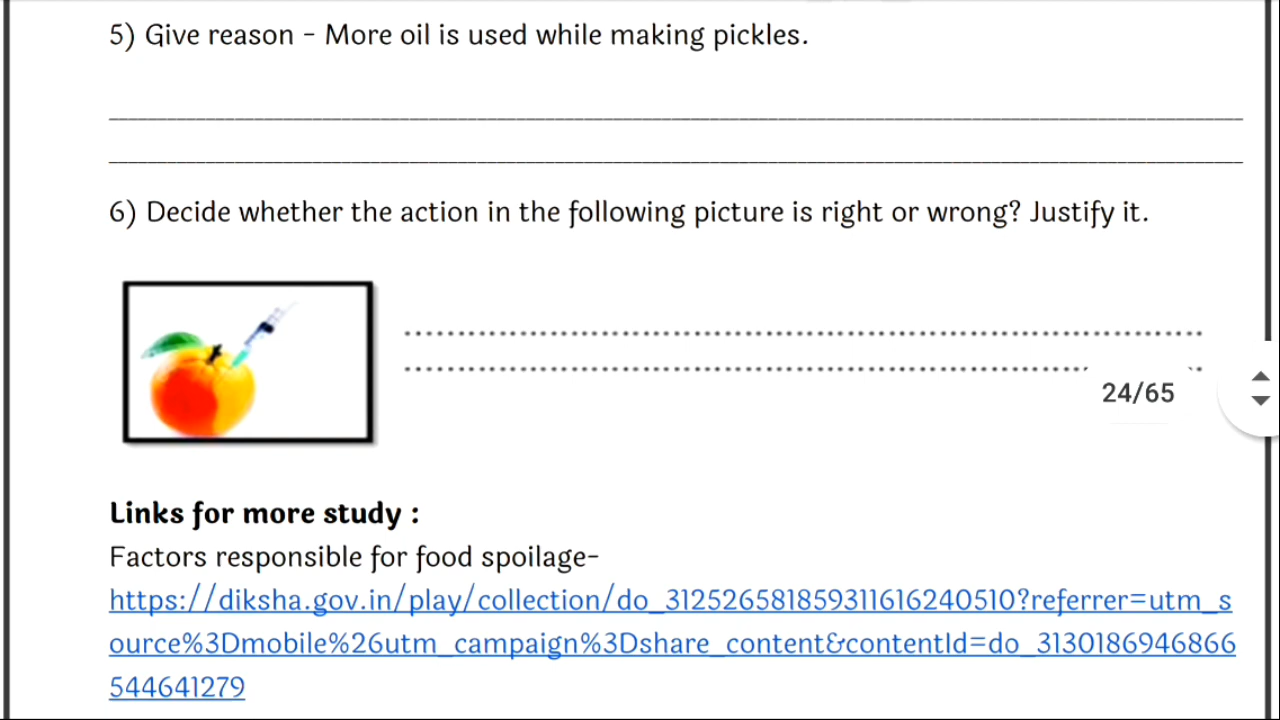 5) Give reason - More oil is used while making pickles.
6) Decide whether the action in the following picture is right or wrong? Justify it.
24/65
Links for more study :
Factors responsible for food spoilage-
https://diksha.gov.in/play/collection/do_31252658185931161624​0510?referrer=utm_s
ource%3Dmobile%26utm_campaign%3Dshare_content&contentId=do_3130186946866
544641279